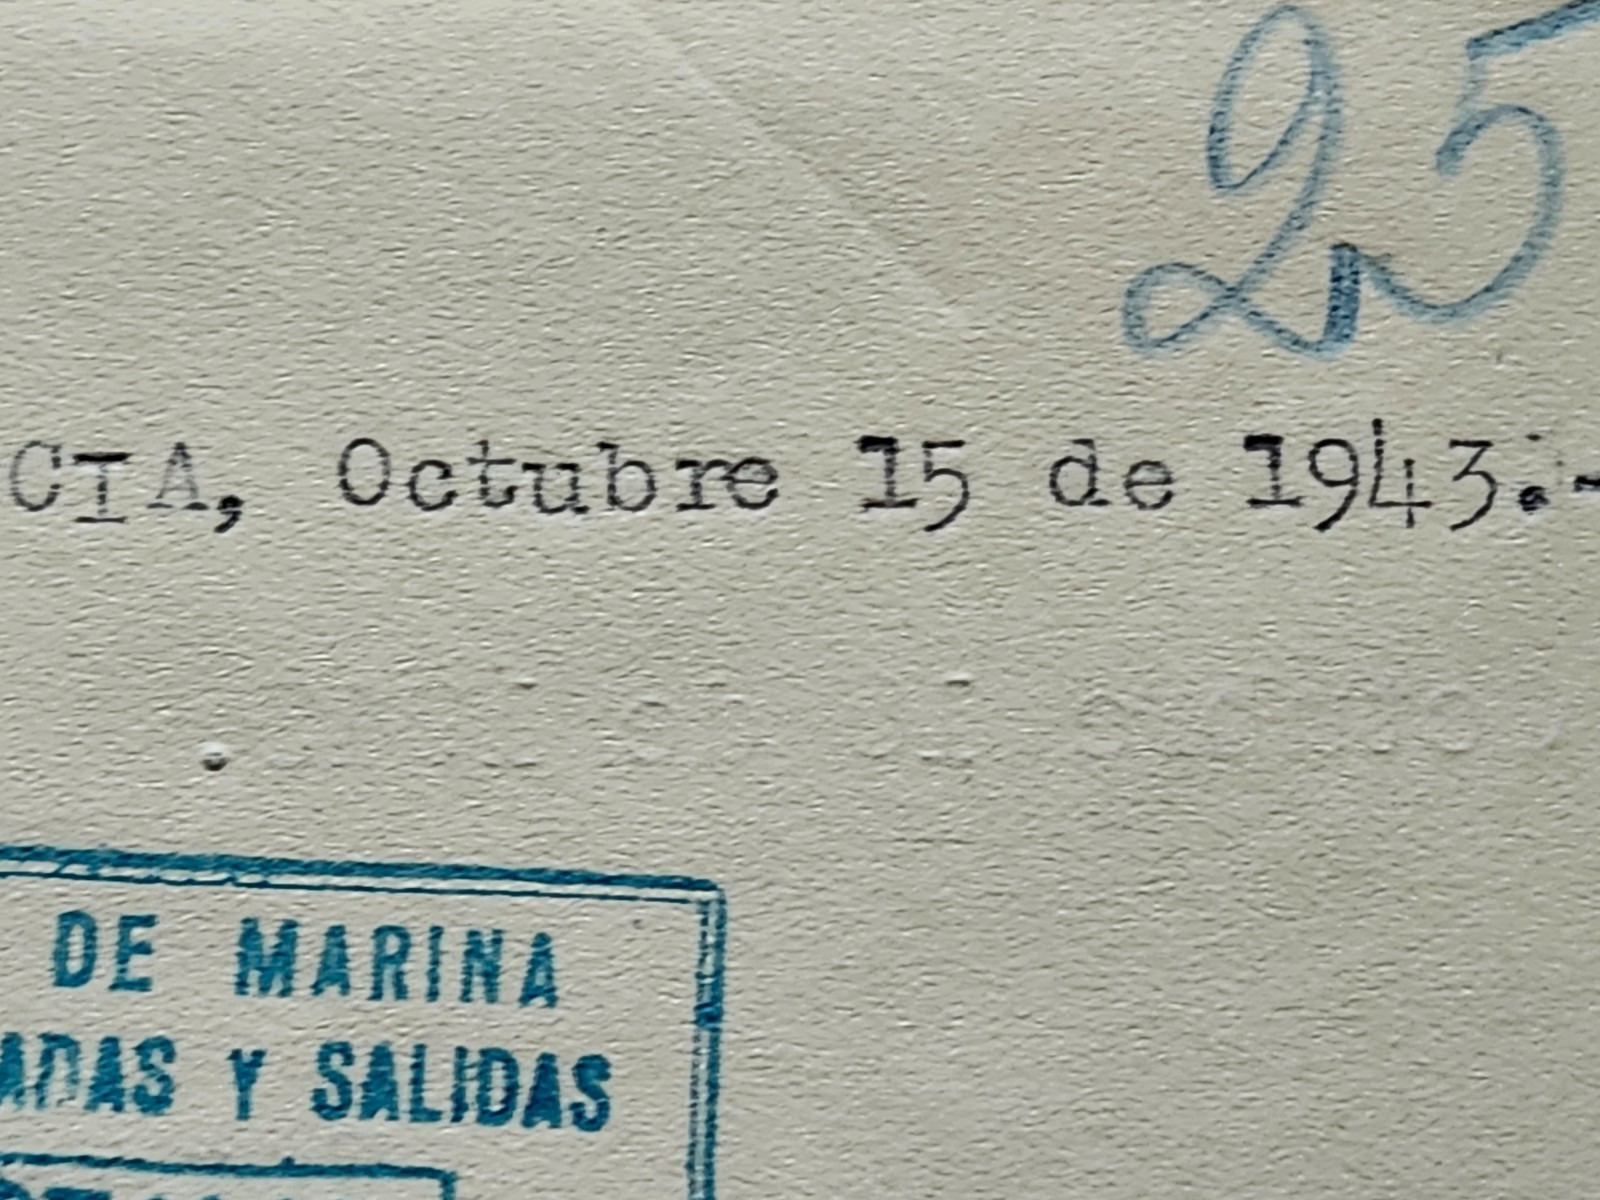 25
CIA, Octubre 15 de 1943.-
DE MARINA
ADAS Y SALIDAS